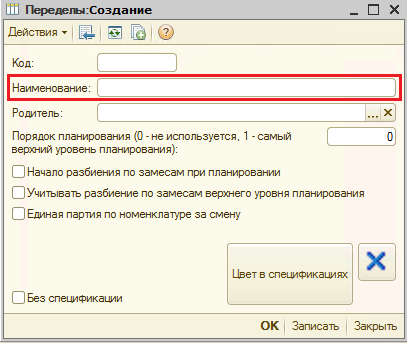 Переделы:Создание
Действия
Код:
Наименование:
Родитель:
...
Порядок планирования (0 - не используется, 1 - самый
верхний уровень планирования):
0
Начало разбиения по замесам при планировании
Учитывать разбиение по замесам верхнего уровня планирования
Единая партия по номенклатуре за смену
Цвет в спецификациях
Без спецификации
OK Записать Закрыть